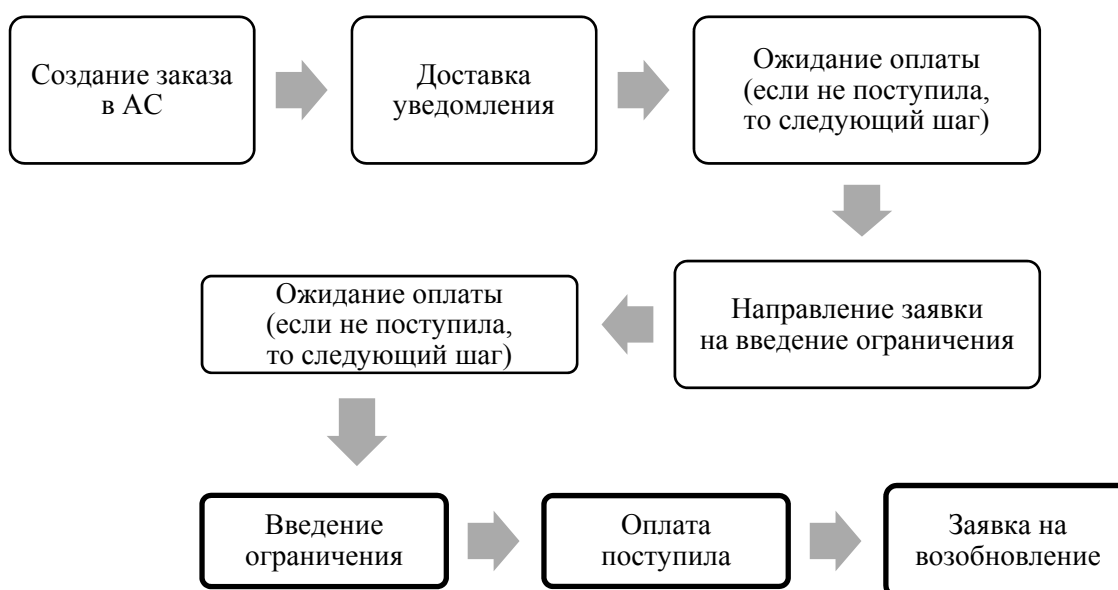 Создание заказа
в АС
Доставка
уведомления
Ожидание оплаты
(если не поступила,
то следующий шаг)
Направление заявки
на введение ограничения
Ожидание оплаты
(если не поступила,
то следующий шаг)
Введение
ограничения
Оплата
поступила
Заявка на
возобновление